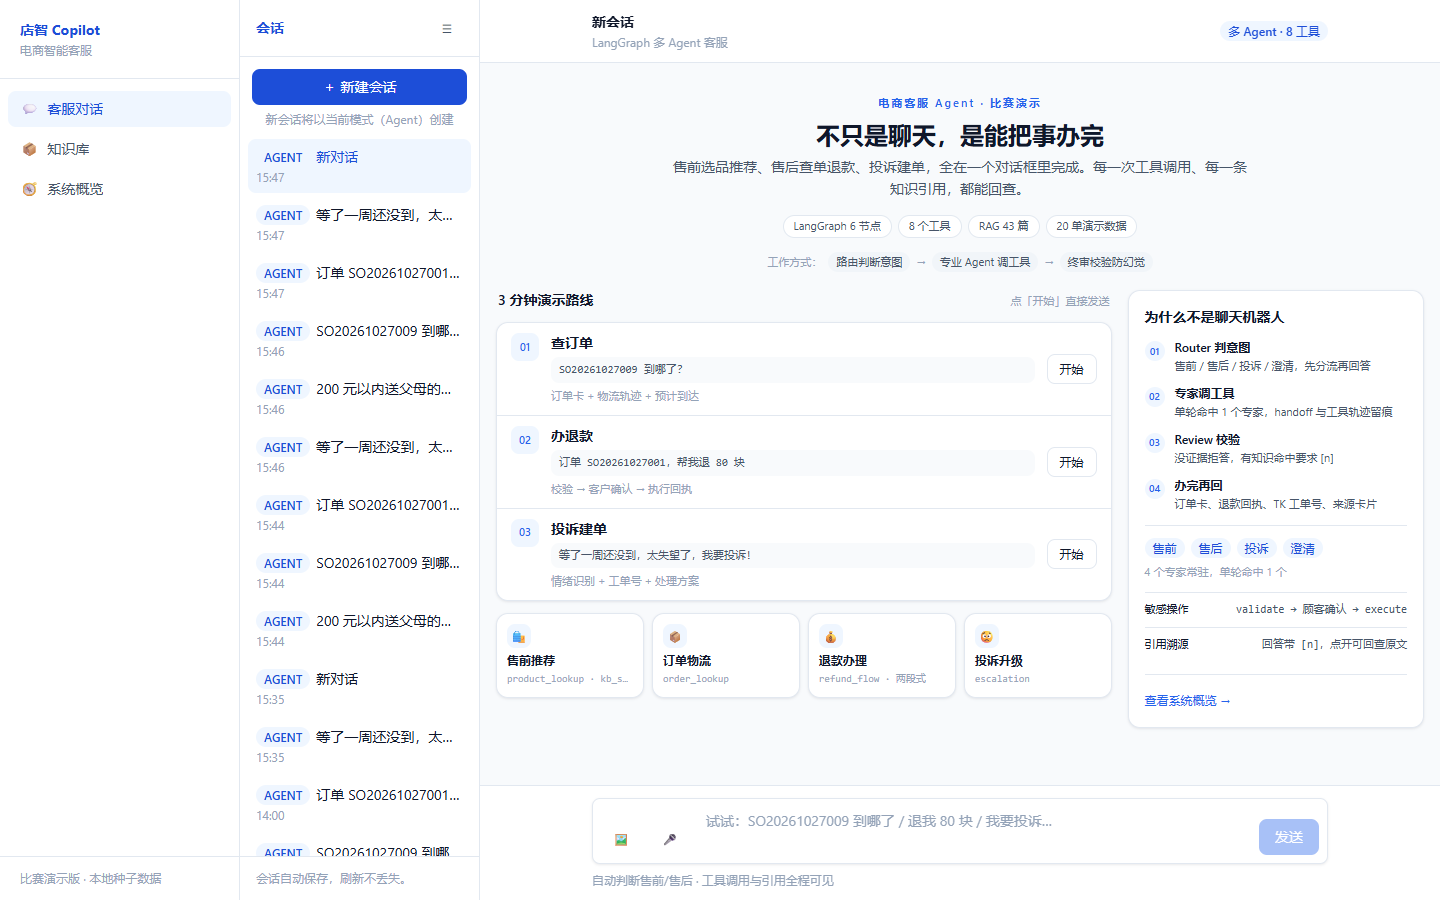 店智 Copilot
电商智能客服
客服对话
知识库
系统概览
比赛演示版 · 本地种子数据
会话
☰
+ 新建会话
新会话将以当前模式（Agent）创建
AGENT 新对话
15:47
AGENT 等了一周还没到，太...
15:47
AGENT 订单 SO20261027001...
15:47
AGENT SO20261027009 到哪...
15:46
AGENT 200 元以内送父母的...
15:46
AGENT 等了一周还没到，太...
15:46
AGENT 订单 SO20261027001...
15:44
AGENT SO20261027009 到哪...
15:44
AGENT 200 元以内送父母的...
15:44
AGENT 新对话
15:35
AGENT 等了一周还没到，太...
15:35
AGENT 订单 SO20261027001...
14:00
AGENT SO20261027009 到哪
会话自动保存，刷新不丢失。
新会话
LangGraph 多 Agent 客服
多 Agent · 8 工具
电商客服 Agent · 比赛演示
不只是聊天，是能把事办完
售前选品推荐、售后查单退款、投诉建单，全在一个对话框里完成。每一次工具调用、每一条
知识引用，都能回查。
LangGraph 6 节点
8 个工具
RAG 43 篇
20 单演示数据
工作方式： 路由判断意图 → 专业 Agent 调工具 → 终审校验防幻觉
3 分钟演示路线
点「开始」直接发送
01 查订单
SO20261027009 到哪了？
订单卡 + 物流轨迹 + 预计到达
开始
02 办退款
订单 SO20261027001，帮我退 80 块
校验 → 客户确认 → 执行回执
开始
03 投诉建单
等了一周还没到，太失望了，我要投诉！
情绪识别 + 工单号 + 处理方案
开始
售前推荐
product_lookup · kb_s…
订单物流
order_lookup
退款办理
refund_flow · 两段式
投诉升级
escalation
为什么不是聊天机器人
01 Router 判意图
售前 / 售后 / 投诉 / 澄清，先分流再回答
02 专家调工具
单轮命中 1 个专家，handoff 与工具轨迹留痕
03 Review 校验
没证据拒答，有知识命中要求 [n]
04 办完再回
订单卡、退款回执、TK 工单号、来源卡片
售前 售后 投诉 澄清
4 个专家常驻，单轮命中 1 个
敏感操作 validate → 顾客确认 → execute
引用溯源 回答带 [n]，点开可回查原文
查看系统概览 →
试试：SO20261027009 到哪了 / 退我 80 块 / 我要投诉...
发送
自动判断售前/售后 · 工具调用与引用全程可见